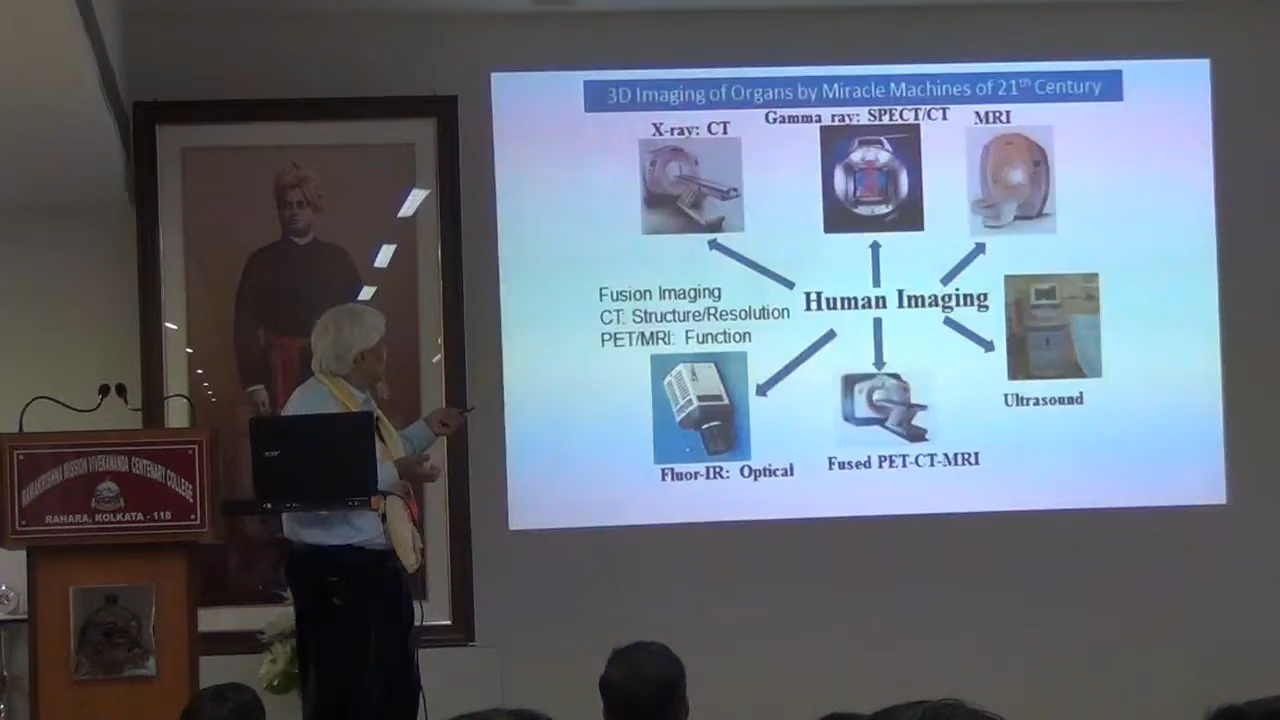 3D Imaging of Organs by Miracle Machines of 21th Century
X-ray: CT
Gamma ray: SPECT/CT
MRI
Fusion Imaging
CT: Structure/Resolution
PET/MRI: Function
Human Imaging
Ultrasound
Fluor-IR: Optical
Fused PET-CT-MRI
acer
RAMAKRISHNA MISSION VIVEKANANDA CENTENARY COLLEGE
RAHARA, KOLKATA - 118